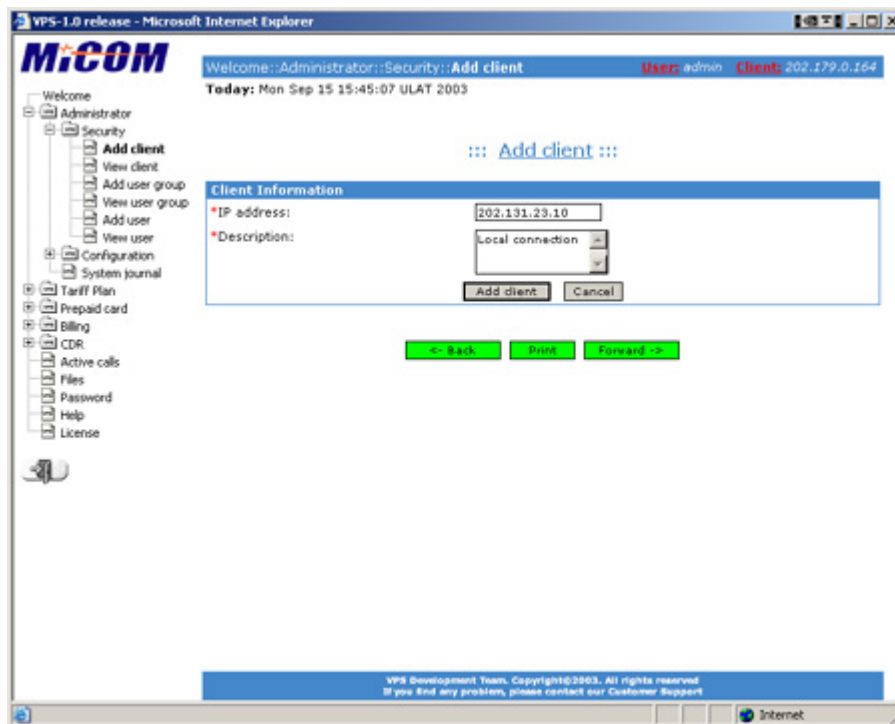 VPS-1.0 release - Microsoft Internet Explorer
MiCOM
Welcome::Administrator::Security::Add client User: admin Client: 202.179.0.164
Today: Mon Sep 15 15:45:07 ULAT 2003
Welcome
Administrator
Security
Add client
View client
Add user group
View user group
Add user
View user
Configuration
System journal
Tariff Plan
Prepaid card
Billing
CDR
Active calls
Files
Password
Help
License
::: Add client :::
Client Information
*IP address: 202.131.23.10
*Description: Local connection
Add client Cancel
<- Back Print Forward ->
VPS Development Team. Copyright©2003. All rights reserved
If you find any problem, please contact our Customer Support
Internet